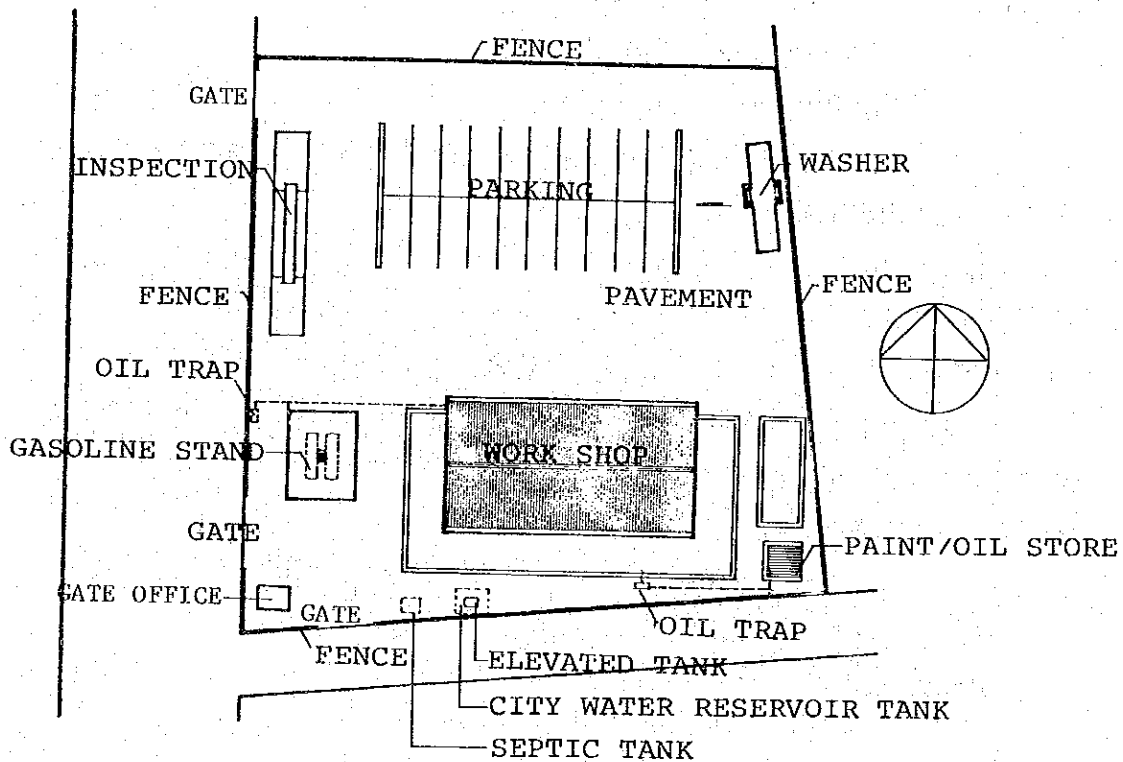 FENCE
GATE
INSPECTION
PARKING
WASHER
FENCE
PAVEMENT
FENCE
OIL TRAP
GASOLINE STAND
WORK SHOP
GATE
PAINT/OIL STORE
GATE OFFICE
GATE
OIL TRAP
FENCE
ELEVATED TANK
CITY WATER RESERVOIR TANK
SEPTIC TANK